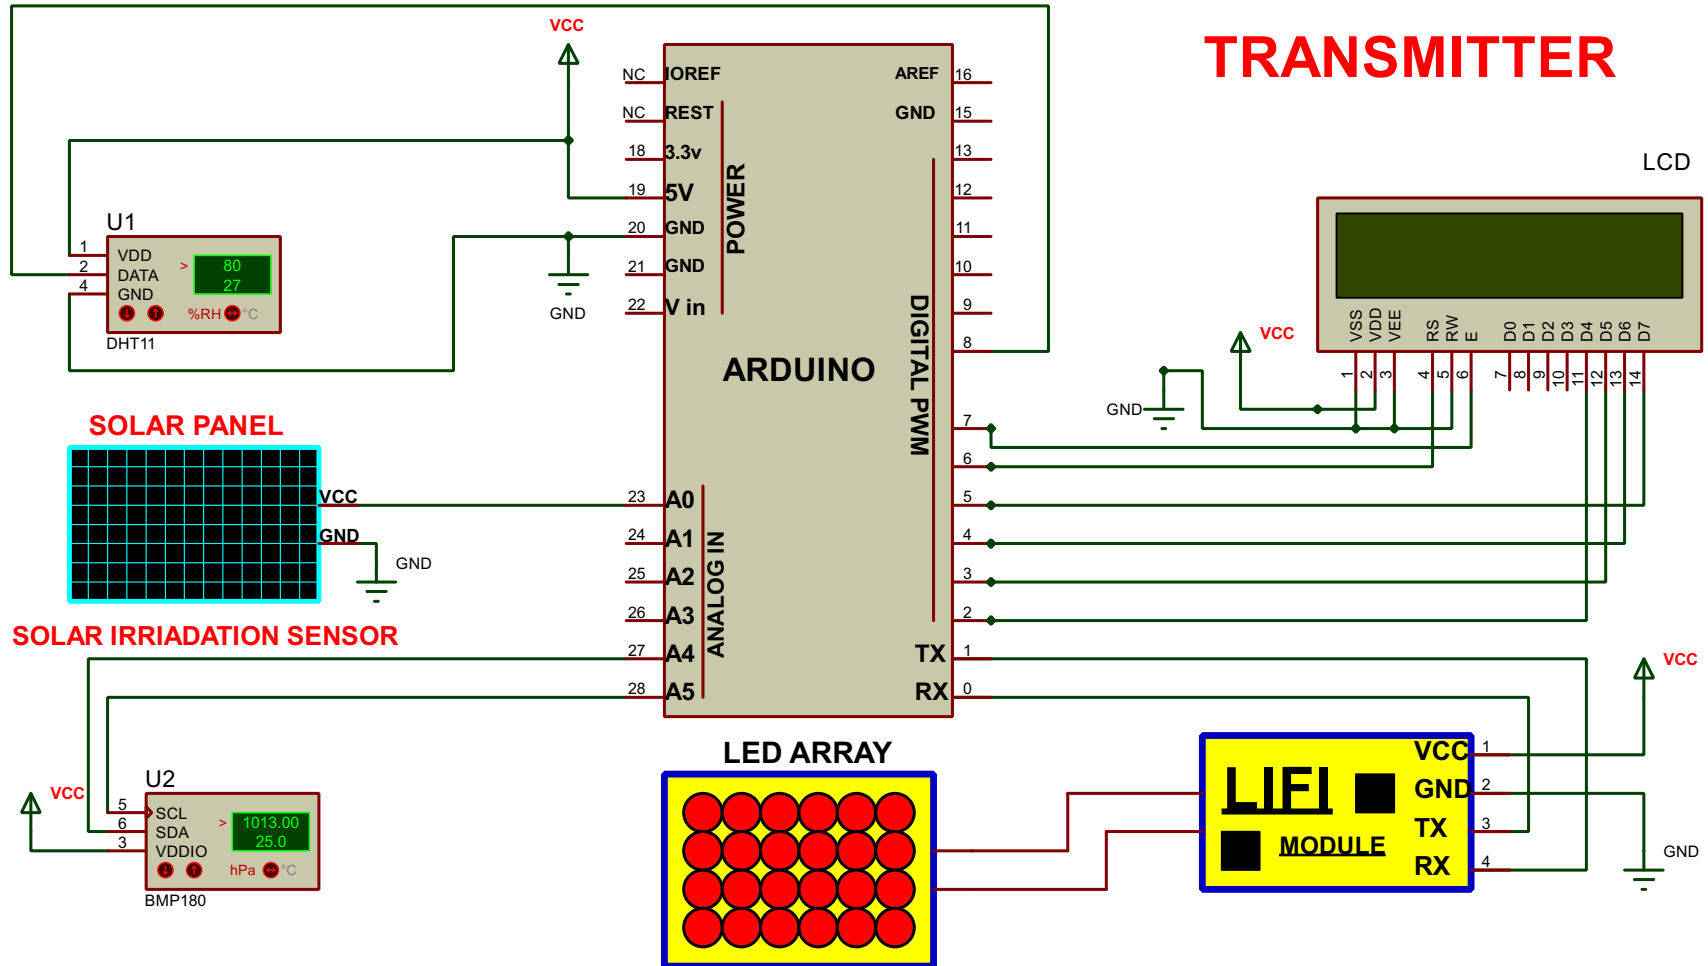 TRANSMITTER
VCC
NC IOREF
NC REST
18 3.3v
19 5V
20 GND
21 GND
22 V in
POWER
AREF 16
GND 15
13
12
11
10
9
8
7
6
5
4
3
2
TX 1
RX 0
DIGITAL PWM
ARDUINO
23 A0
24 A1
25 A2
26 A3
27 A4
28 A5
ANALOG IN
GND
U1
1 VDD
2 DATA
4 GND
> 80
27
%RH °C
DHT11
SOLAR PANEL
VCC
GND
GND
SOLAR IRRIADATION SENSOR
VCC
U2
5 SCL
6 SDA
3 VDDIO
> 1013.00
25.0
hPa °C
BMP180
LCD
VSS VDD VEE RS RW E D0 D1 D2 D3 D4 D5 D6 D7
1 2 3 4 5 6 7 8 9 10 11 12 13 14
VCC
GND
LED ARRAY
LIFI
MODULE
VCC 1
GND 2
TX 3
RX 4
VCC
GND